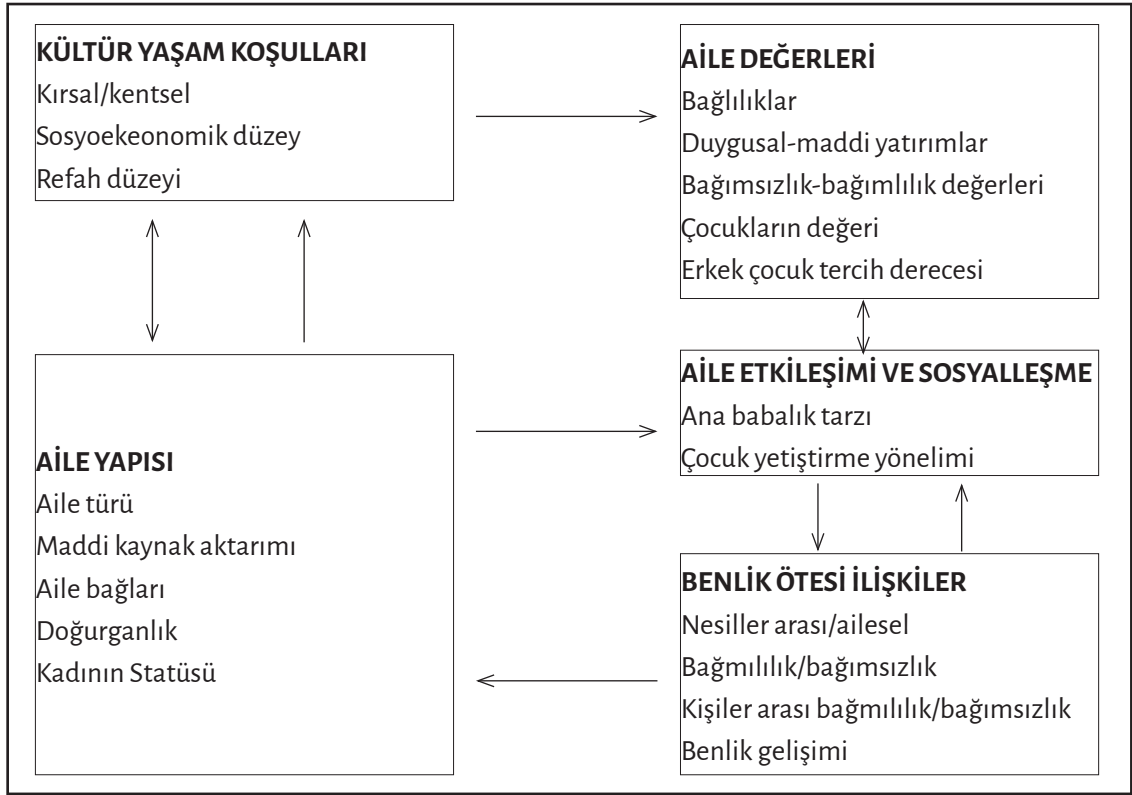 KÜLTÜR YAŞAM KOŞULLARI
Kırsal/kentsel
Sosyoekeonomik düzey
Refah düzeyi
AİLE DEĞERLERİ
Bağlılıklar
Duygusal-maddi yatırımlar
Bağımsızlık-bağımlılık değerleri
Çocukların değeri
Erkek çocuk tercih derecesi
AİLE YAPISI
Aile türü
Maddi kaynak aktarımı
Aile bağları
Doğurganlık
Kadının Statüsü
AİLE ETKİLEŞİMİ VE SOSYALLEŞME
Ana babalık tarzı
Çocuk yetiştirme yönelimi
BENLİK ÖTESİ İLİŞKİLER
Nesiller arası/ailesel
Bağmılılık/bağımsızlık
Kişiler arası bağmılılık/bağımsızlık
Benlik gelişimi